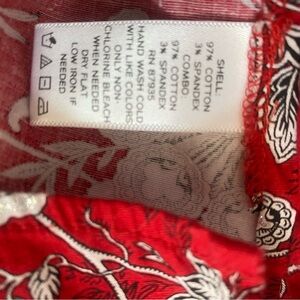 SHELL:
97% COTTON
3% SPANDEX
COMBO:
97% COTTON
3% SPANDEX
RN 87935
HAND WASH COLD
WITH LIKE COLORS
ONLY NON-
CHLORINE BLEACH
WHEN NEEDED
DRY FLAT
LOW IRON IF
NEEDED